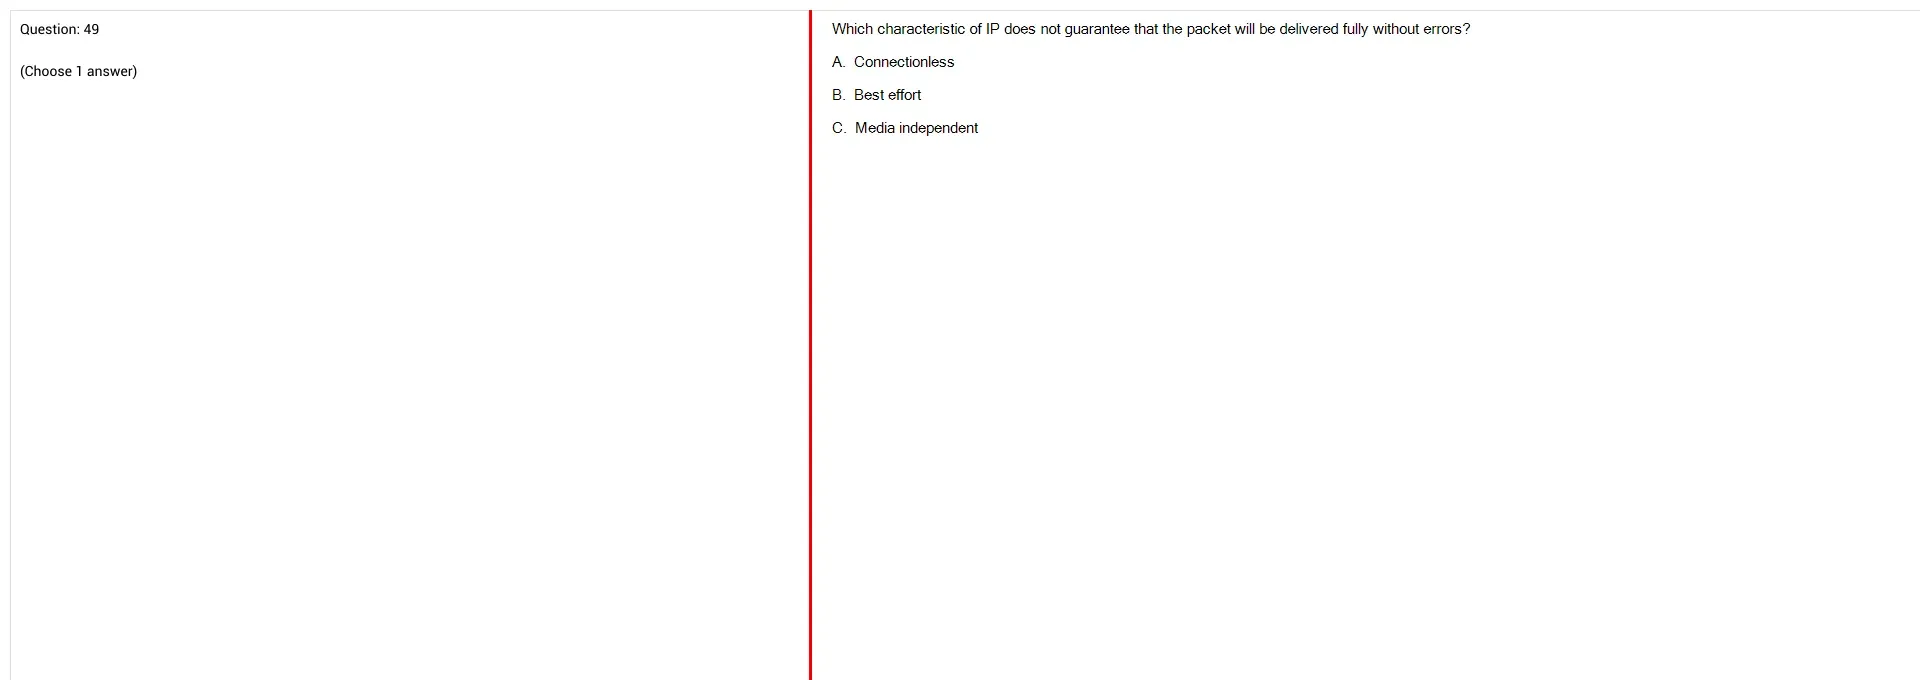 Question: 49
(Choose 1 answer)
Which characteristic of IP does not guarantee that the packet will be delivered fully without errors?
A. Connectionless
B. Best effort
C. Media independent